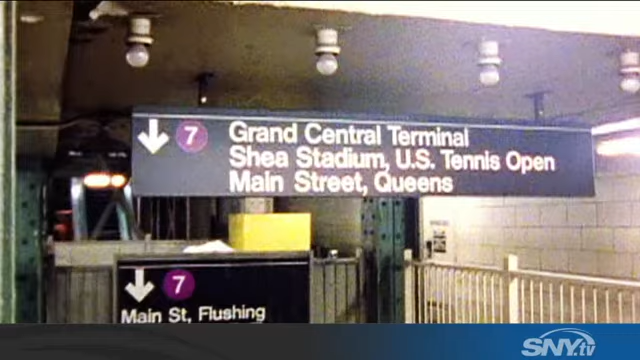 7 Grand Central Terminal
Shea Stadium, U.S. Tennis Open
Main Street, Queens
7
Main St, Flushing
SNY.tv